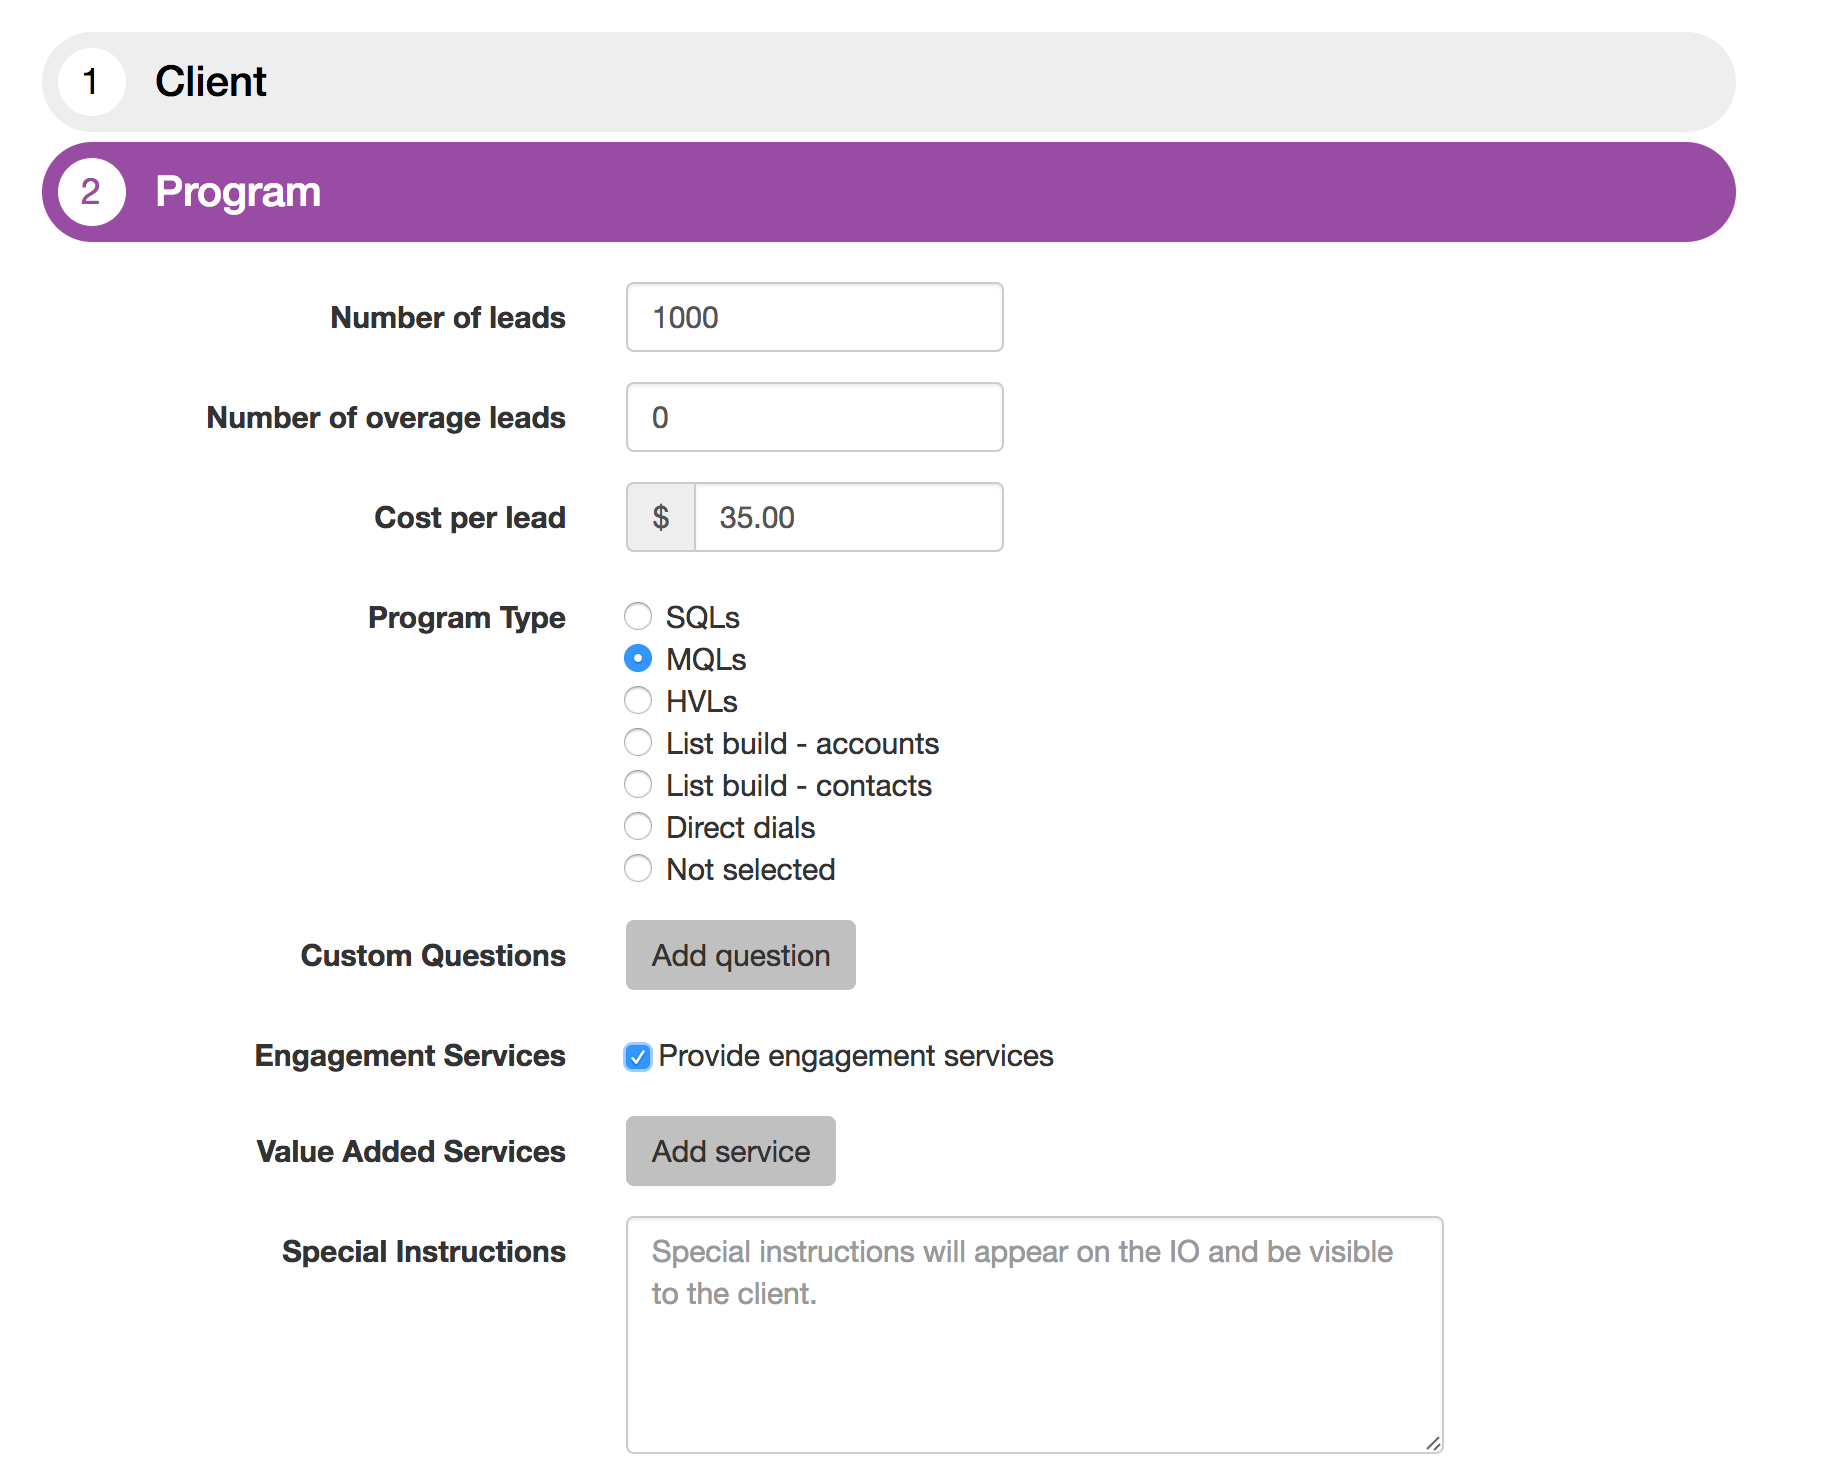 1 Client
2 Program
Number of leads 1000
Number of overage leads 0
Cost per lead $ 35.00
Program Type SQLs
MQLs
HVLs
List build - accounts
List build - contacts
Direct dials
Not selected
Custom Questions Add question
Engagement Services Provide engagement services
Value Added Services Add service
Special Instructions Special instructions will appear on the IO and be visible
to the client.